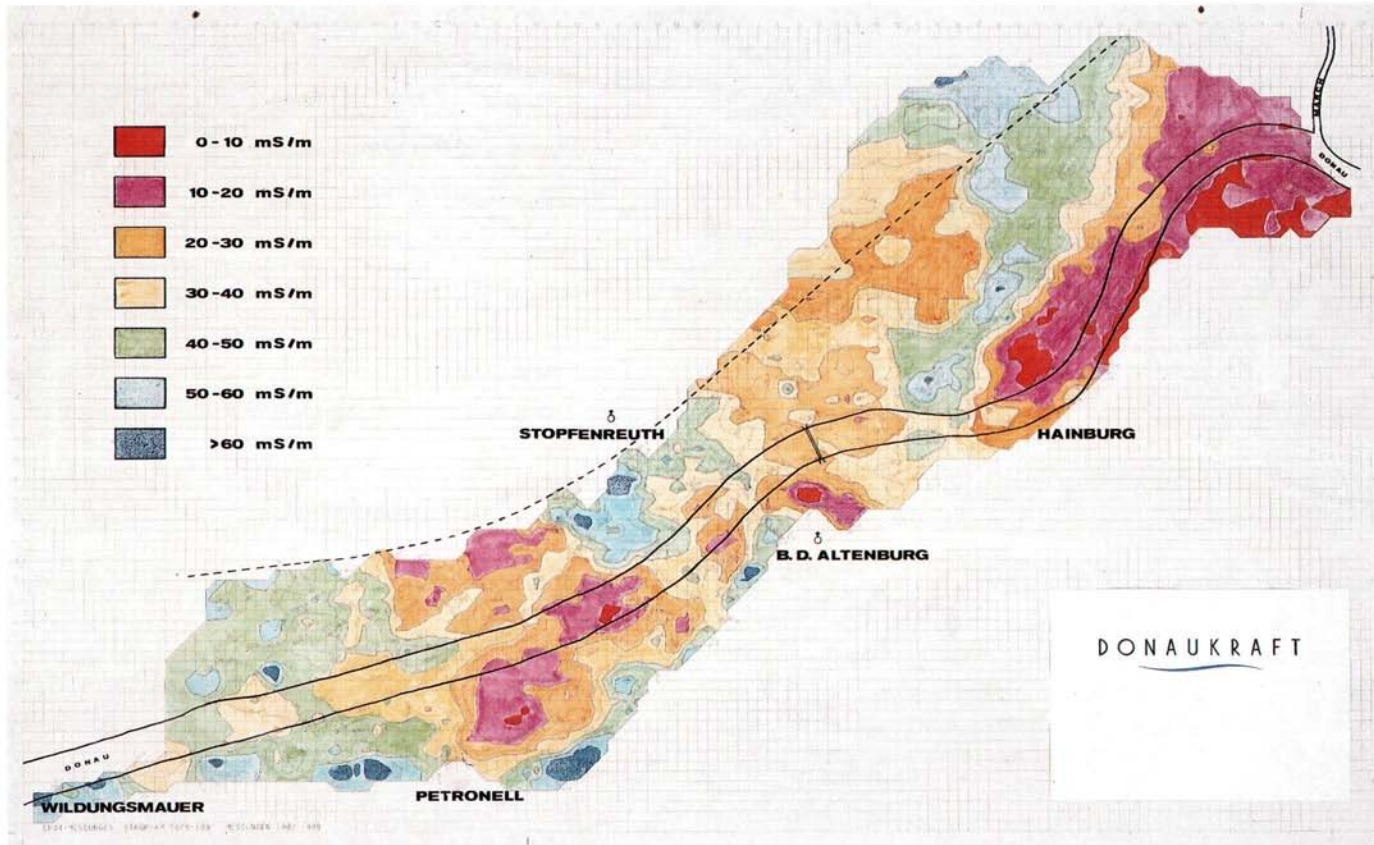 0-10 mS/m
10-20 mS/m
20-30 mS/m
30-40 mS/m
40-50 mS/m
50-60 mS/m
>60 mS/m
MARCH
DONAU
STOPFENREUTH
HAINBURG
B. D. ALTENBURG
DONAUKRAFT
DONAU
WILDUNGSMAUER
PETRONELL